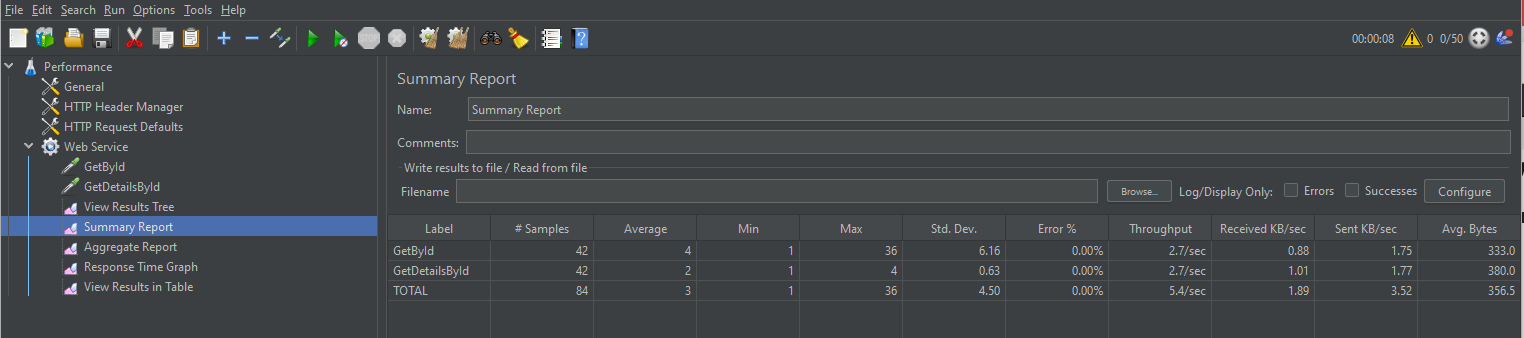 File Edit Search Run Options Tools Help
00:00:08 0 0/50
Performance
General
HTTP Header Manager
HTTP Request Defaults
Web Service
GetById
GetDetailsById
View Results Tree
Summary Report
Aggregate Report
Response Time Graph
View Results in Table
Summary Report
Name: Summary Report
Comments:
Write results to file / Read from file
Filename Browse... Log/Display Only: Errors Successes Configure
Label # Samples Average Min Max Std. Dev. Error % Throughput Received KB/sec Sent KB/sec Avg. Bytes
GetById 42 4 1 36 6.16 0.00% 2.7/sec 0.88 1.75 333.0
GetDetailsById 42 2 1 4 0.63 0.00% 2.7/sec 1.01 1.77 380.0
TOTAL 84 3 1 36 4.50 0.00% 5.4/sec 1.89 3.52 356.5